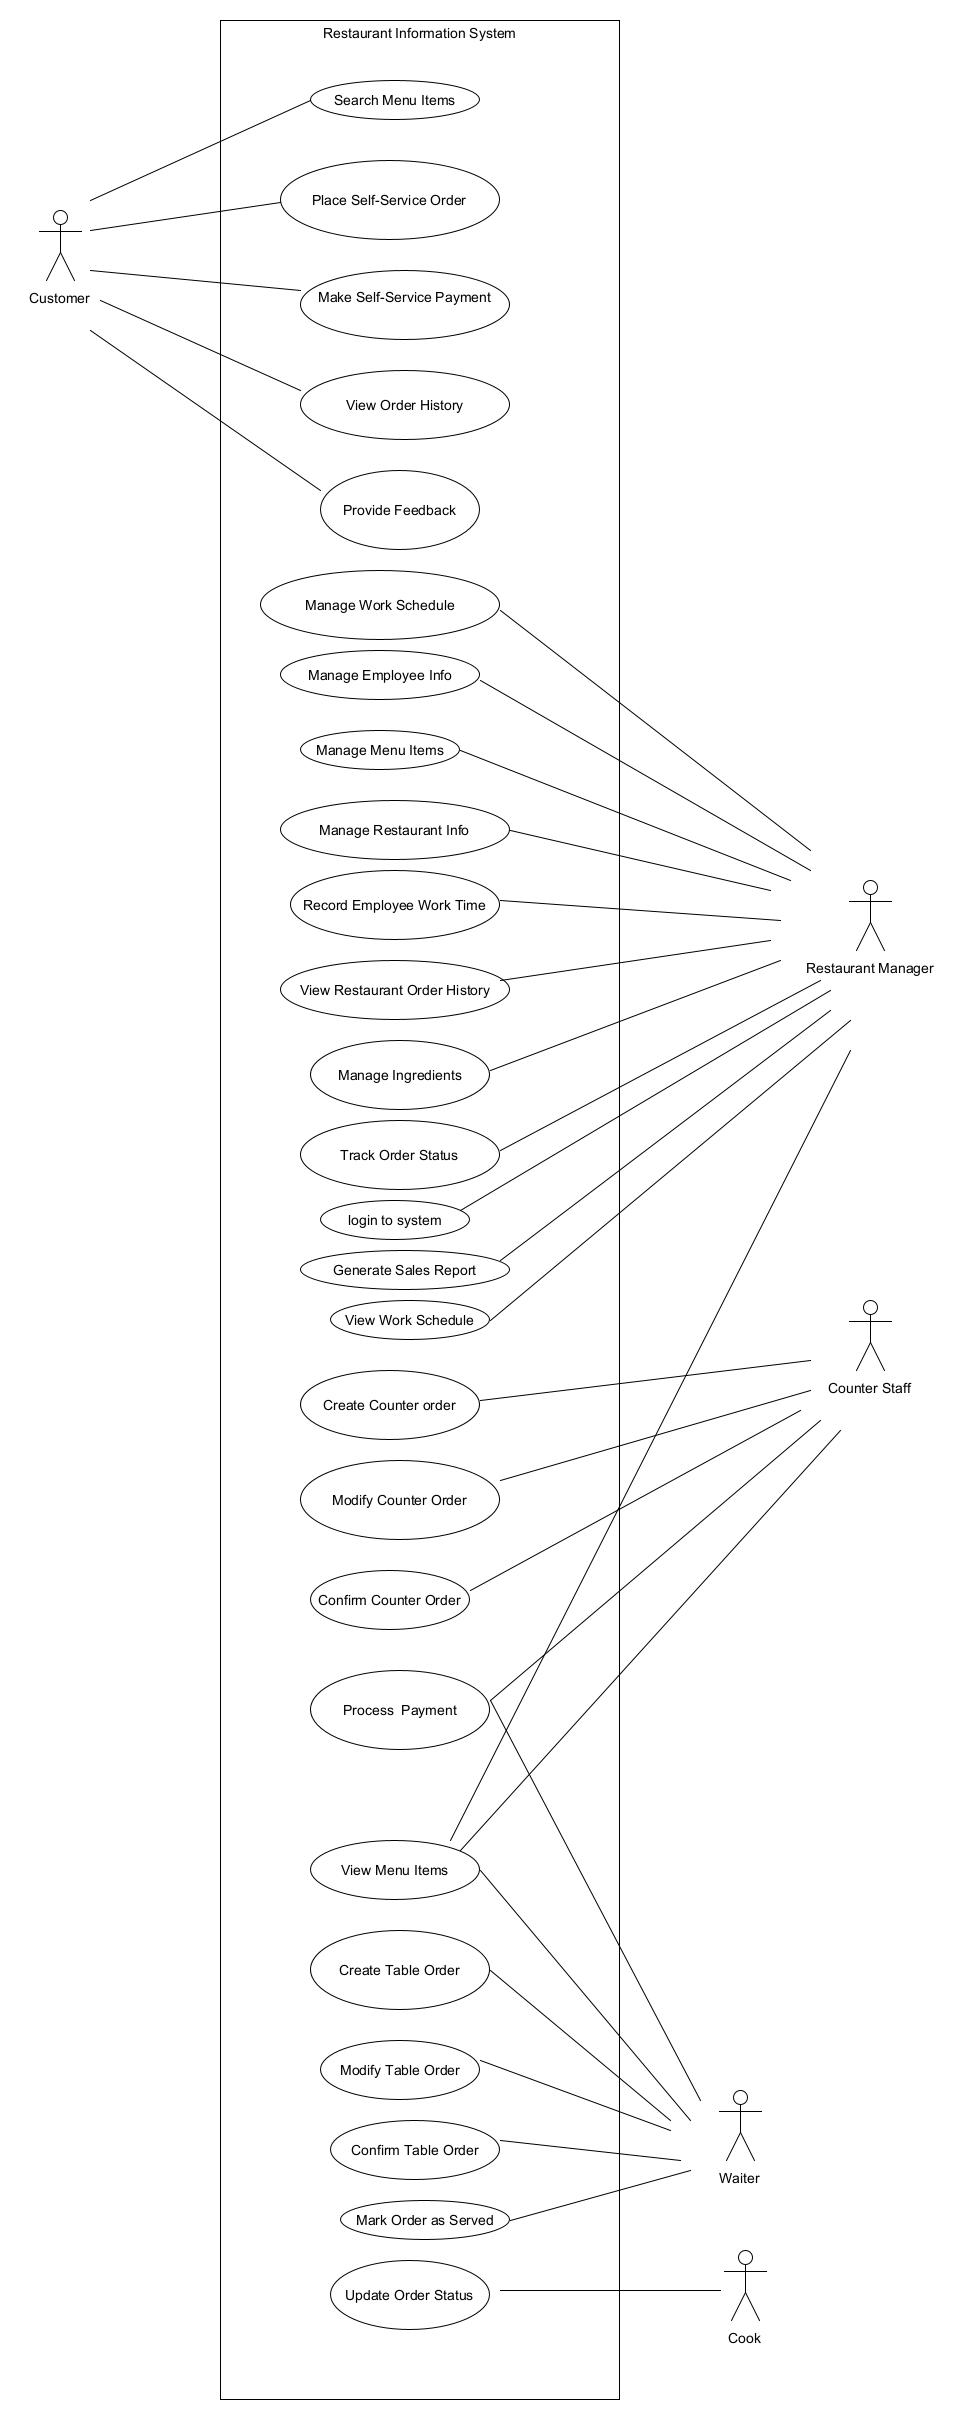 Restaurant Information System
Search Menu Items
Place Self-Service Order
Customer
Make Self-Service Payment
View Order History
Provide Feedback
Manage Work Schedule
Manage Employee Info
Manage Menu Items
Manage Restaurant Info
Record Employee Work Time
Restaurant Manager
View Restaurant Order History
Manage Ingredients
Track Order Status
login to system
Generate Sales Report
View Work Schedule
Counter Staff
Create Counter order
Modify Counter Order
Confirm Counter Order
Process  Payment
View Menu Items
Create Table Order
Modify Table Order
Confirm Table Order
Waiter
Mark Order as Served
Update Order Status
Cook